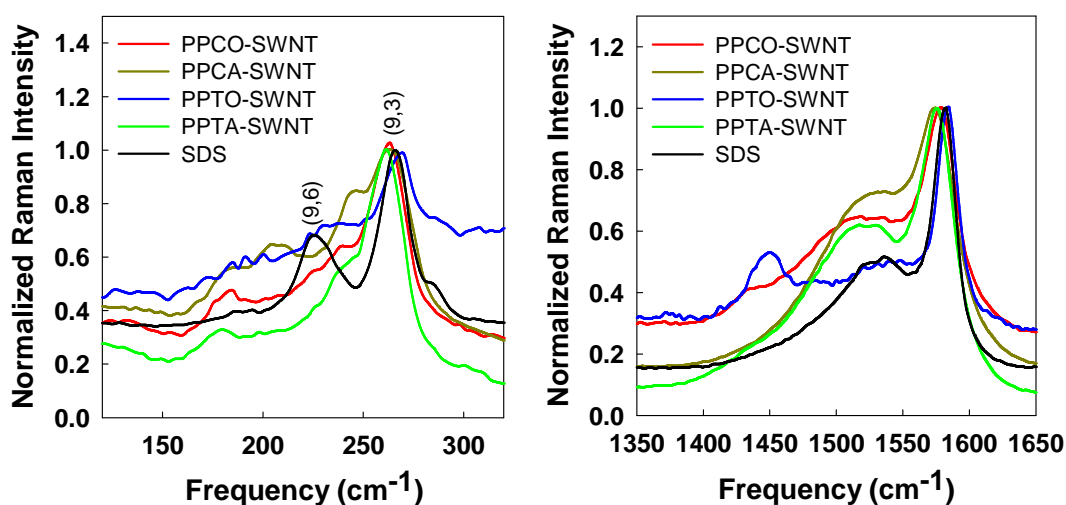 Normalized Raman Intensity
1.4
1.2
1.0
0.8
0.6
0.4
0.2
0.0
PPCO-SWNT
PPCA-SWNT
PPTO-SWNT
PPTA-SWNT
SDS
(9,6)
(9,3)
150 200 250 300
Frequency (cm-1)
Normalized Raman Intensity
1.2
1.0
0.8
0.6
0.4
0.2
0.0
PPCO-SWNT
PPCA-SWNT
PPTO-SWNT
PPTA-SWNT
SDS
1350 1400 1450 1500 1550 1600 1650
Frequency (cm-1)